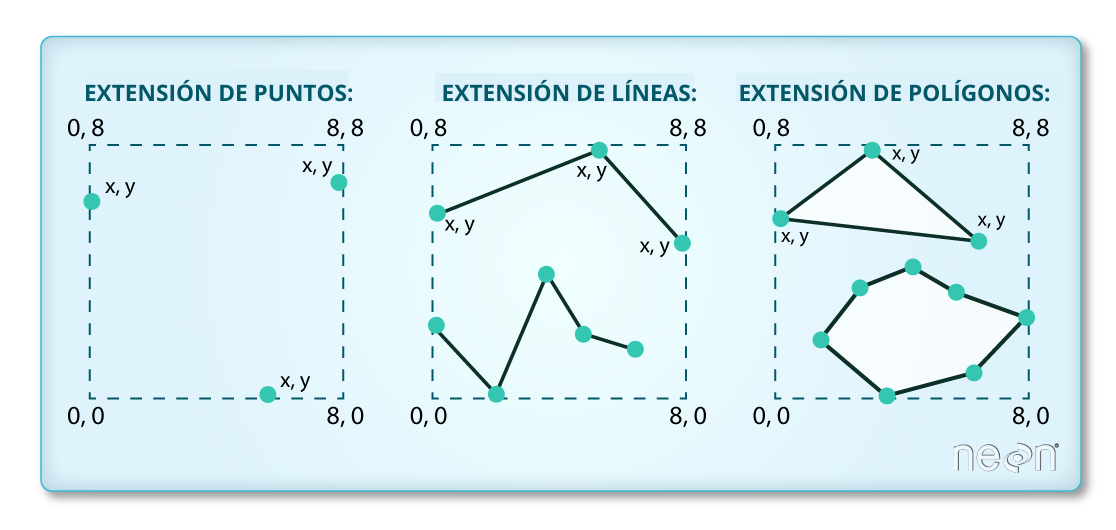 EXTENSIÓN DE PUNTOS:
0, 8
8, 8
x, y
x, y
x, y
0, 0
8, 0
EXTENSIÓN DE LÍNEAS:
0, 8
8, 8
x, y
x, y
x, y
0, 0
8, 0
EXTENSIÓN DE POLÍGONOS:
0, 8
8, 8
x, y
x, y
x, y
0, 0
8, 0
neon